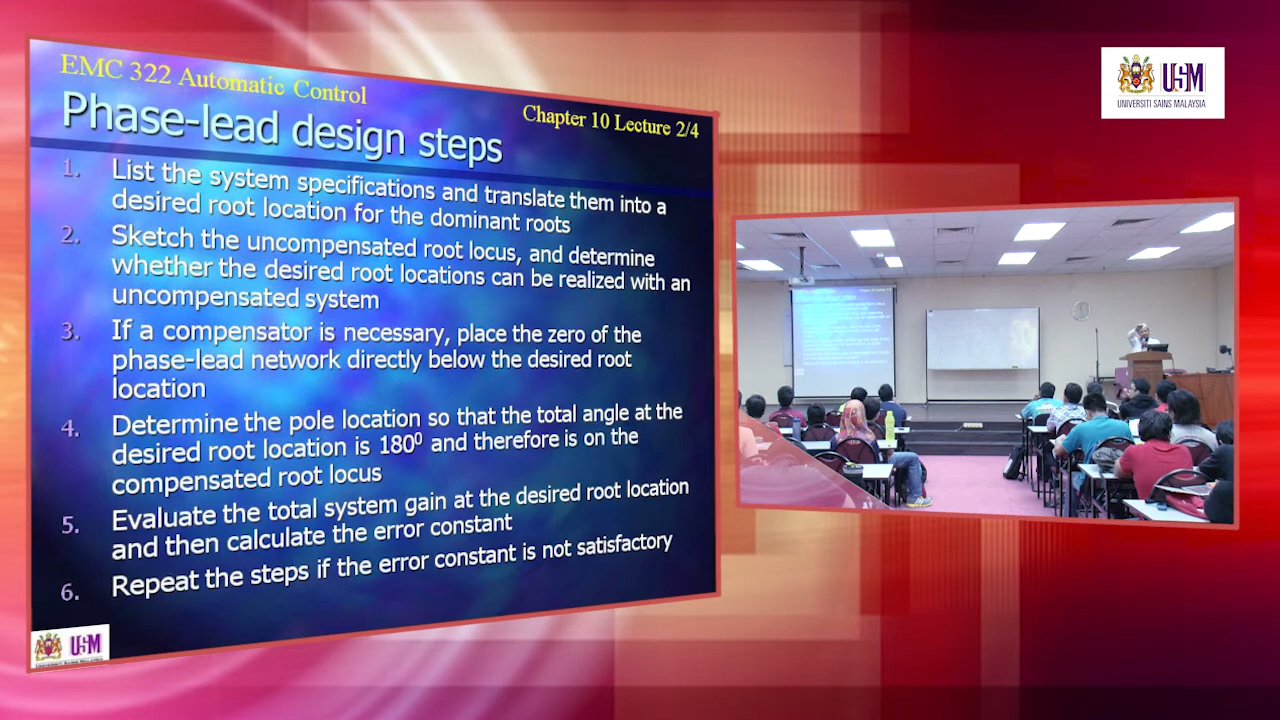 EMC 322 Automatic Control
Chapter 10 Lecture 2/4
Phase-lead design steps
1. List the system specifications and translate them into a
desired root location for the dominant roots
2. Sketch the uncompensated root locus, and determine
whether the desired root locations can be realized with an
uncompensated system
3. If a compensator is necessary, place the zero of the
phase-lead network directly below the desired root
location
4. Determine the pole location so that the total angle at the
desired root location is 180⁰ and therefore is on the
compensated root locus
5. Evaluate the total system gain at the desired root location
and then calculate the error constant
6. Repeat the steps if the error constant is not satisfactory
USM
UNIVERSITI SAINS MALAYSIA
USM
UNIVERSITI SAINS MALAYSIA